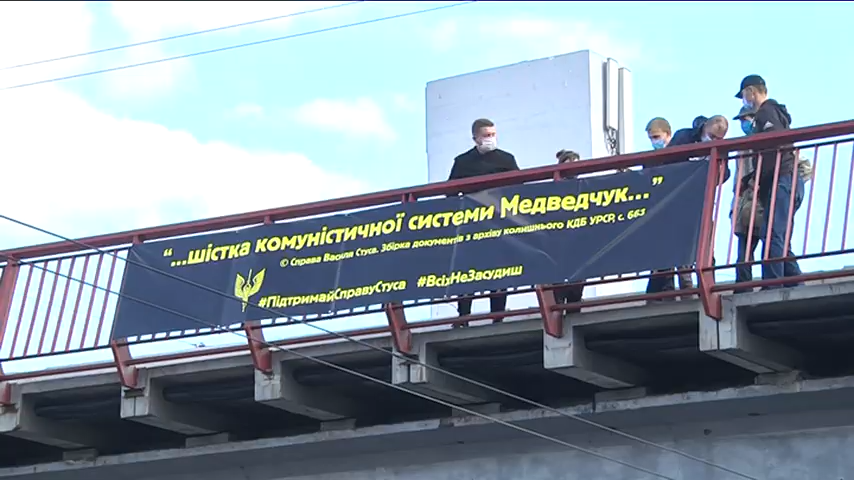 “...шістка комуністичної системи Медведчук...”
© Справа Василя Стуса. Збірка документів з архіву колишнього КДБ УРСР, с. 663
#ПідтримайСправуСтуса #ВсіхНеЗасудиш